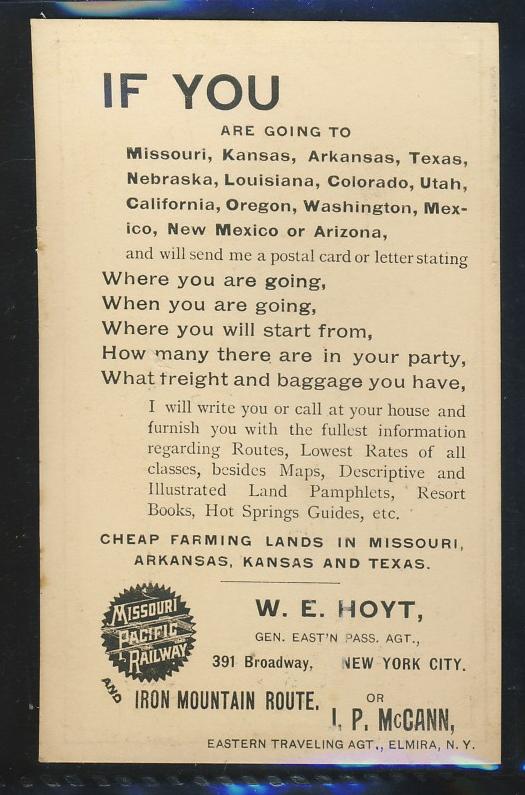 IF YOU
ARE GOING TO
Missouri, Kansas, Arkansas, Texas,
Nebraska, Louisiana, Colorado, Utah,
California, Oregon, Washington, Mex-
ico, New Mexico or Arizona,
and will send me a postal card or letter stating
Where you are going,
When you are going,
Where you will start from,
How many there are in your party,
What freight and baggage you have,
I will write you or call at your house and
furnish you with the fullest information
regarding Routes, Lowest Rates of all
classes, besides Maps, Descriptive and
Illustrated Land Pamphlets, Resort
Books, Hot Springs Guides, etc.
CHEAP FARMING LANDS IN MISSOURI,
ARKANSAS, KANSAS AND TEXAS.
MISSOURI
PACIFIC
RAILWAY
AND
IRON MOUNTAIN ROUTE.
W. E. HOYT,
GEN. EAST'N PASS. AGT.,
391 Broadway, NEW YORK CITY.
OR
I. P. McCANN,
EASTERN TRAVELING AGT., ELMIRA, N. Y.